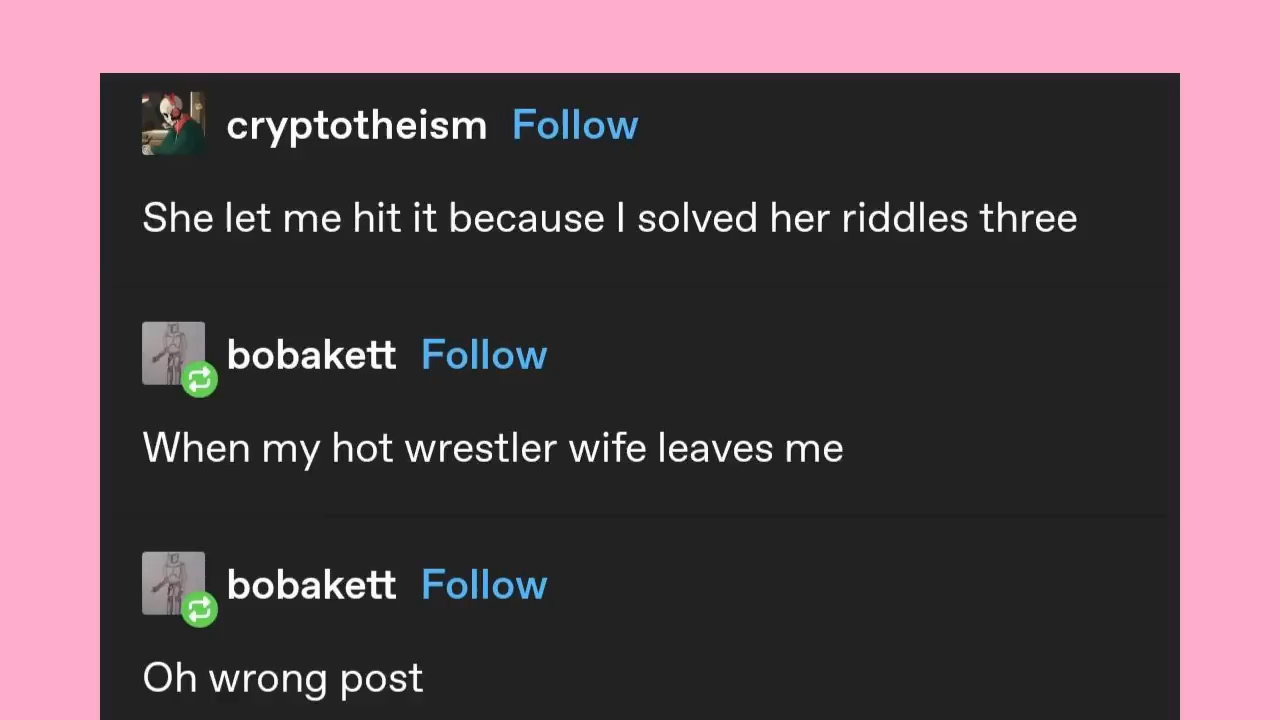 cryptotheism Follow
She let me hit it because I solved her riddles three
bobakett Follow
When my hot wrestler wife leaves me
bobakett Follow
Oh wrong post